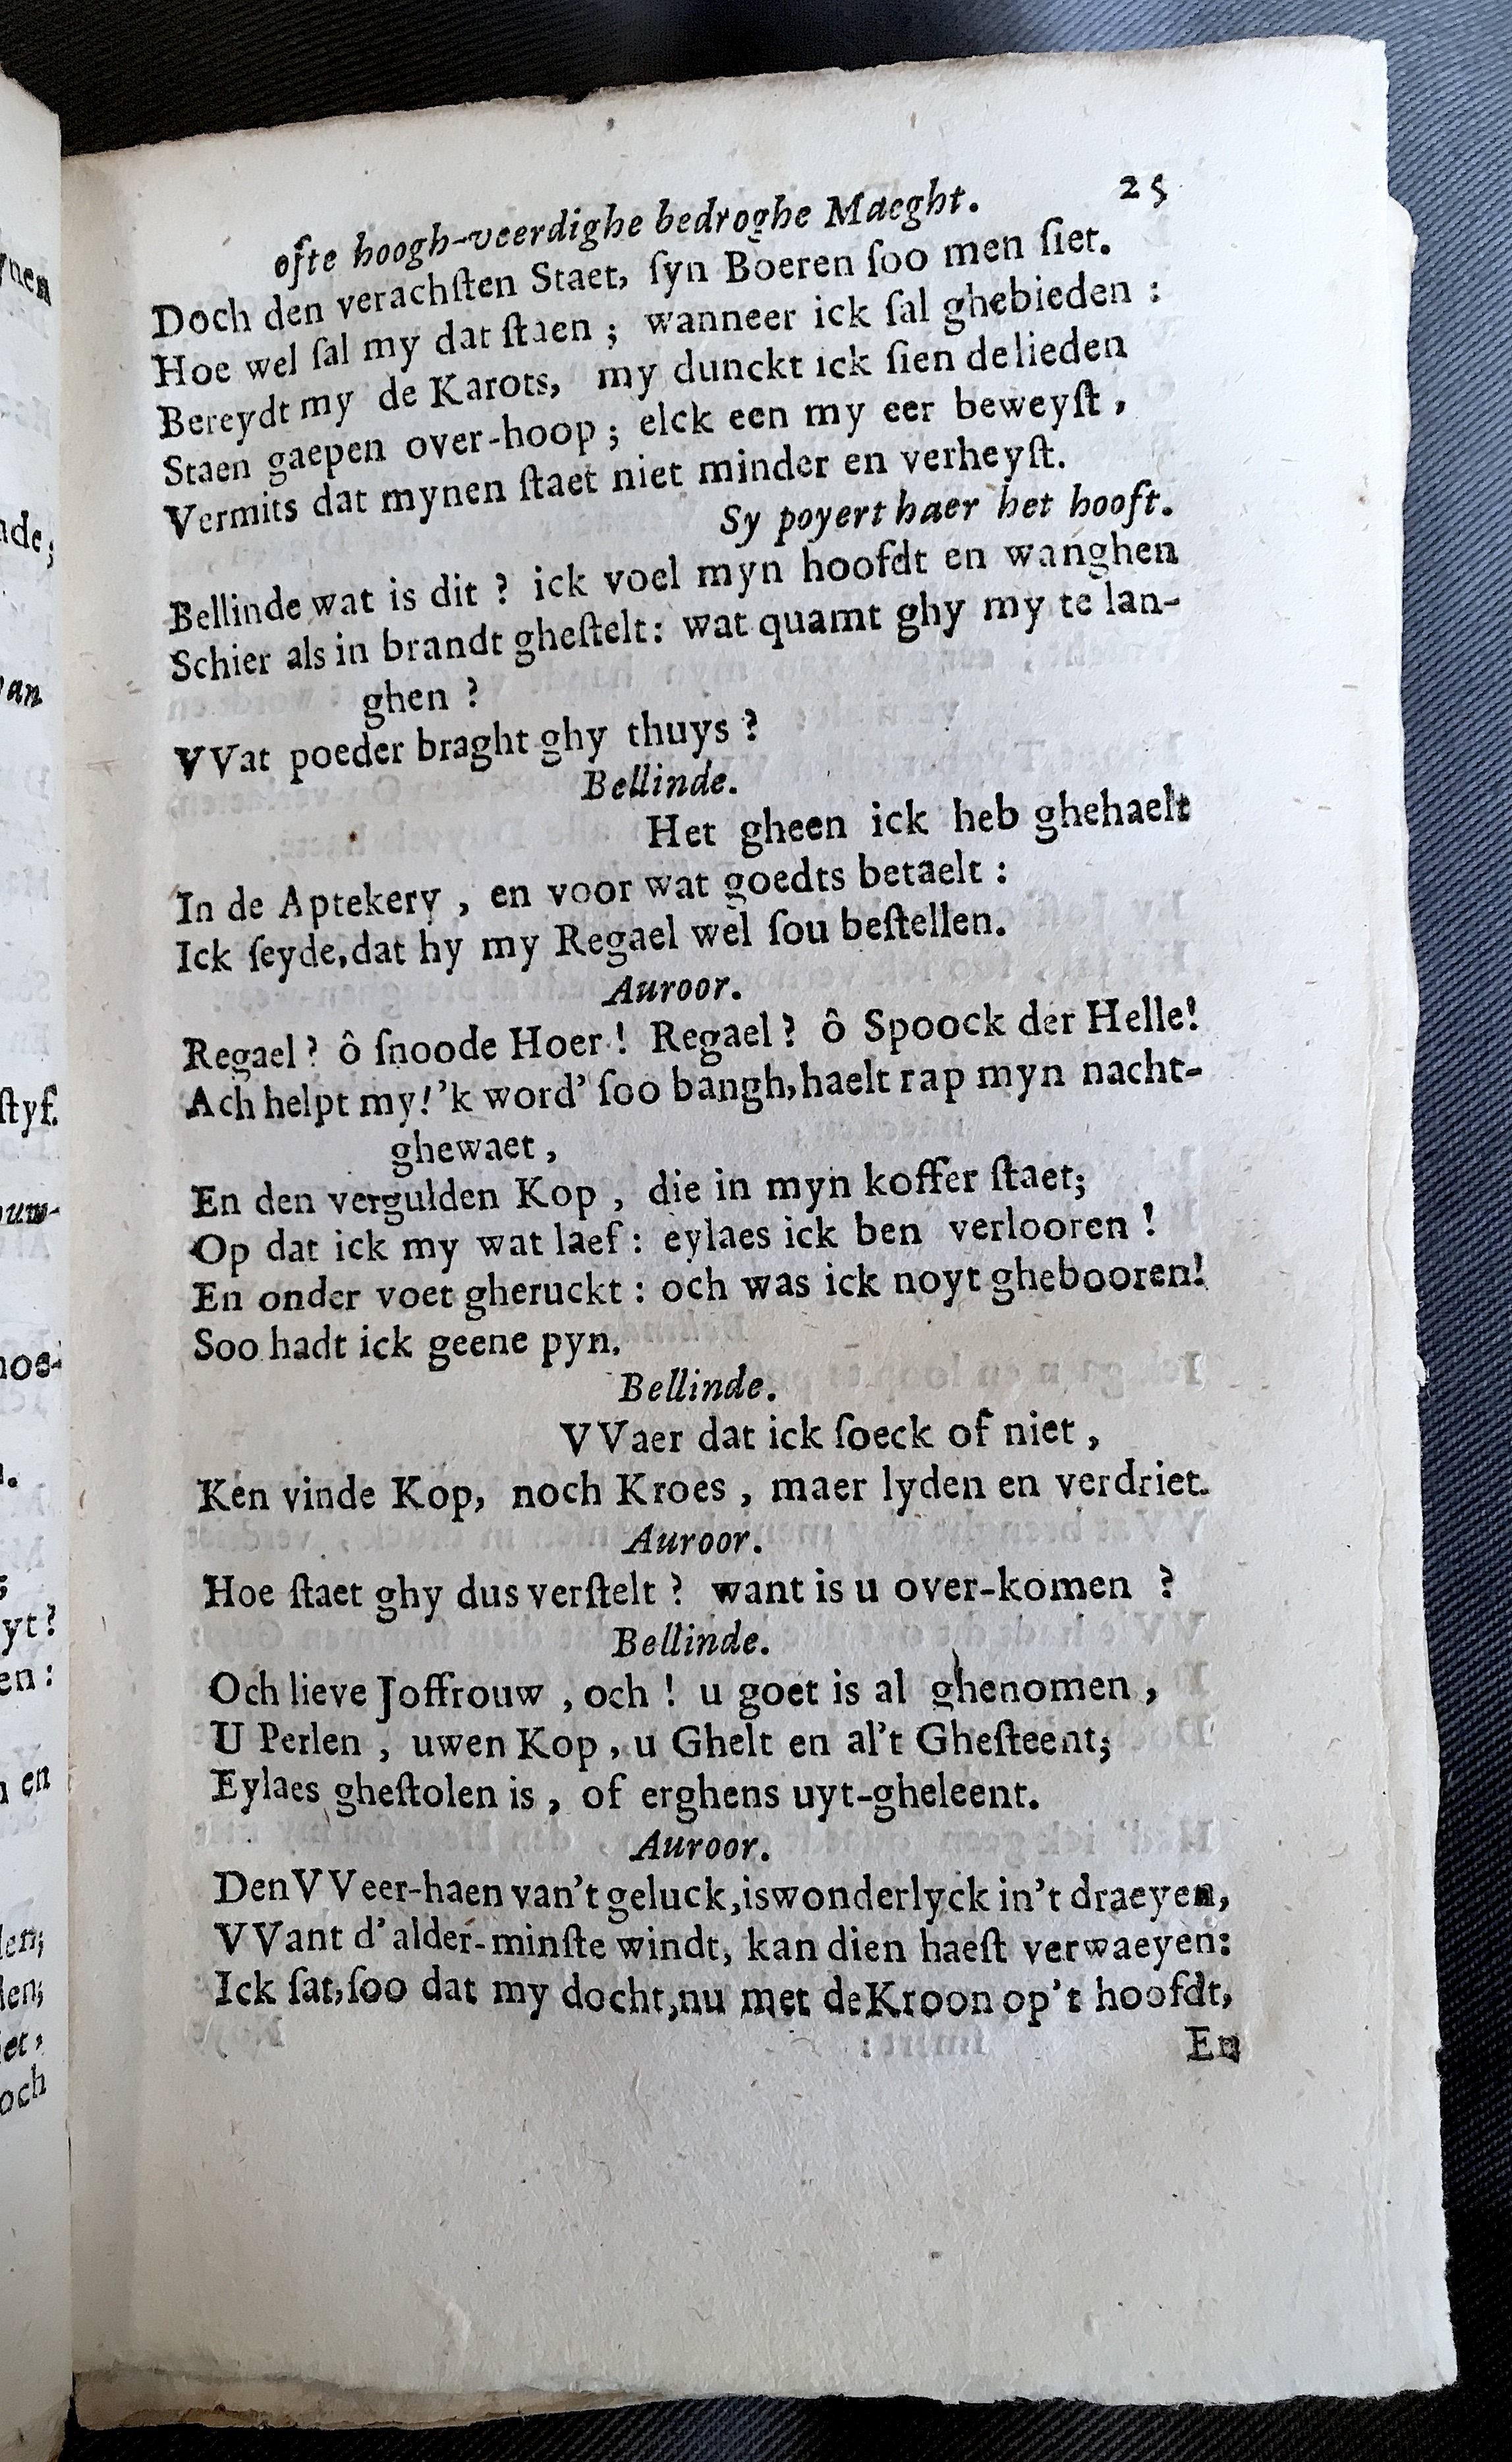 ofte hoogh-veerdighe bedroghe Maeght. 25
Doch den verachſten Staet, ſyn Boeren ſoo men ſiet.
Hoe wel ſal my dat ſtaen ; wanneer ick ſal ghebieden :
Bereydt my de Karots, my dunckt ick ſien delieden
Staen gaepen over-hoop ; elck een my eer beweyſt ,
Vermits dat mynen ſtaet niet minder en verheyſt.
Sy poyert haer het hooft.
Bellinde wat is dit ? ick voel myn hoofdt en wanghen
Schier als in brandt gheſtelt: wat quamt ghy my te lan-
ghen ?
VVat poeder braght ghy thuys ?
Bellinde.
Het gheen ick heb ghehaelt
In de Aptekery , en voor wat goedts betaelt :
Ick ſeyde,dat hy my Regael wel ſou beſtellen.
Auroor.
Regael ? ô ſnoode Hoer ! Regael ? ô Spoock der Helle!
Ach helpt my! 'k word' ſoo bangh,haelt rap myn nacht-
ghewaet ,
En den vergulden Kop , die in myn koffer ſtaet;
Op dat ick my wat laef : eylaes ick ben verlooren !
En onder voet gheruckt : och was ick noyt ghebooren!
Soo hadt ick geene pyn.
Bellinde.
VVaer dat ick ſoeck of niet ,
Ken vinde Kop, noch Kroes , maer lyden en verdriet.
Auroor.
Hoe ſtaet ghy dus verſtelt ? want is u over-komen ?
Bellinde.
Och lieve Joffrouw , och ! u goet is al ghenomen ,
U Perlen , uwen Kop , u Ghelt en al't Gheſteent;
Eylaes gheſtolen is , of erghens uyt-gheleent.
Auroor.
Den VVeer-haen van't geluck,iswonderlyck in't draeyen,
VVant d'alder-minſte windt, kan dien haeſt verwaeyen:
Ick ſat,ſoo dat my docht,nu met deKroon op't hoofdt,
En